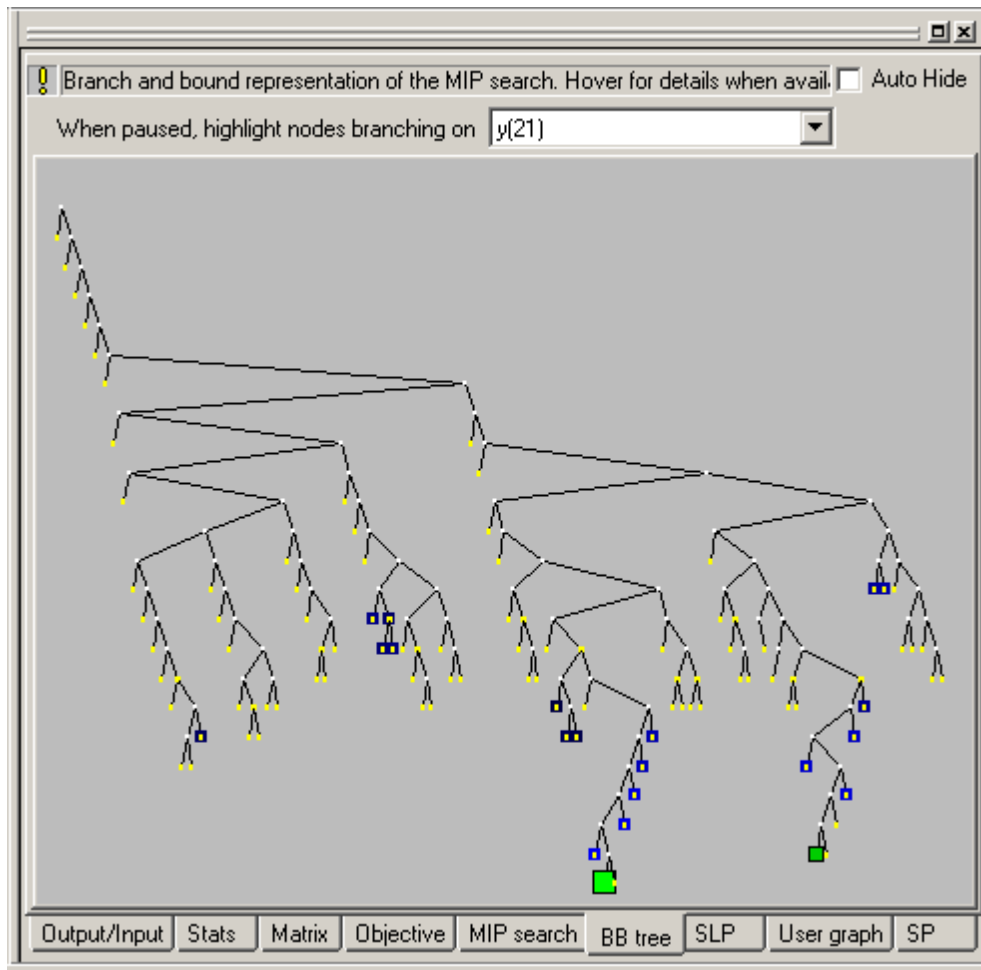 Branch and bound representation of the MIP search. Hover for details when avail
Auto Hide
When paused, highlight nodes branching on y(21)
Output/Input Stats Matrix Objective MIP search BB tree SLP User graph SP